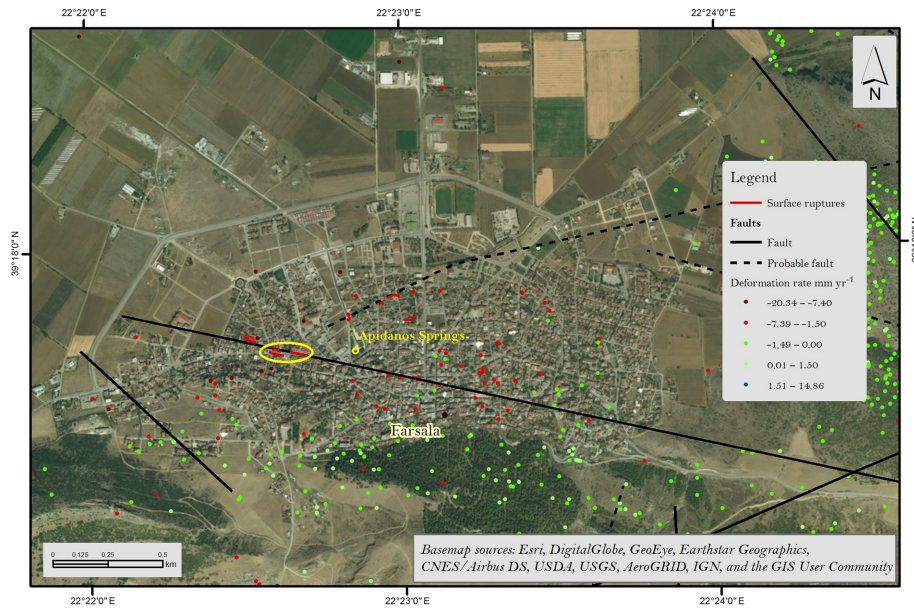 22°22'0"E 22°23'0"E 22°24'0"E
N
Legend
Surface ruptures
Faults
Fault
Probable fault
Deformation rate mm yr⁻¹
-20.34 – -7.40
-7.39 – -1.50
-1,49 – 0.00
0,01 – 1.50
1.51 – 14,86
39°18'0"N
Apidanos Springs
Farsala
0 0,125 0,25 0,5
km
Basemap sources: Esri, DigitalGlobe, GeoEye, Earthstar Geographics,
CNES/Airbus DS, USDA, USGS, AeroGRID, IGN, and the GIS User Community
22°22'0"E 22°23'0"E 22°24'0"E